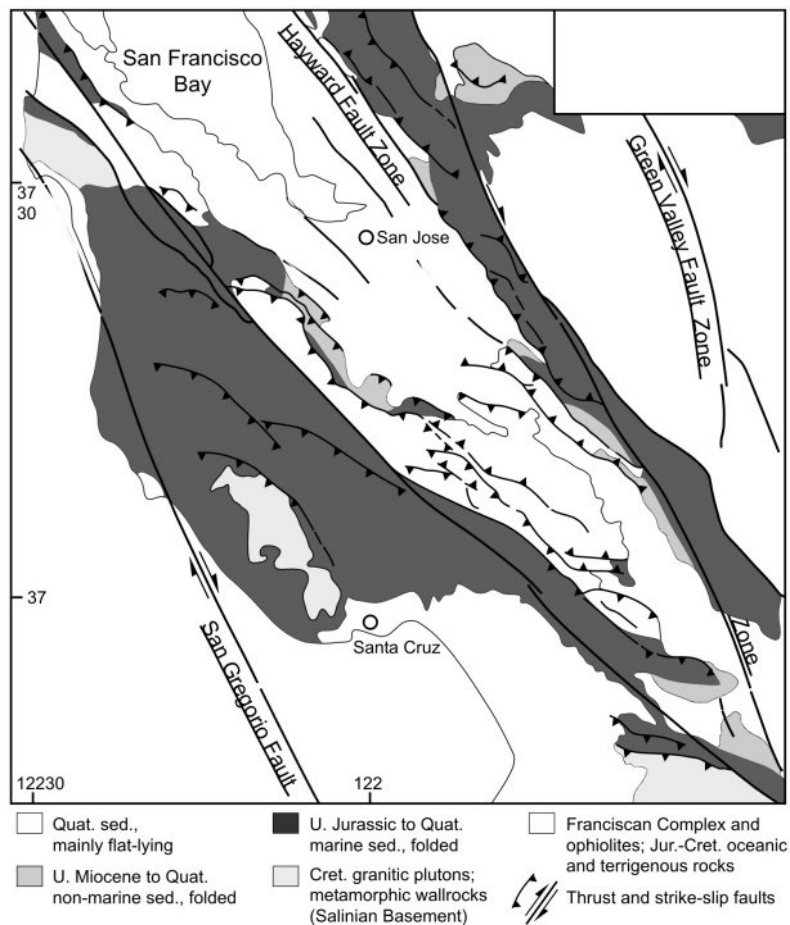 San Francisco
Bay
Hayward Fault Zone
Green Valley Fault Zone
37
30
San Jose
37
Santa Cruz
San Gregorio Fault
Zone
12230
122
Quat. sed.,
mainly flat-lying
U. Miocene to Quat.
non-marine sed., folded
U. Jurassic to Quat.
marine sed., folded
Cret. granitic plutons;
metamorphic wallrocks
(Salinian Basement)
Franciscan Complex and
ophiolites; Jur.-Cret. oceanic
and terrigenous rocks
Thrust and strike-slip faults